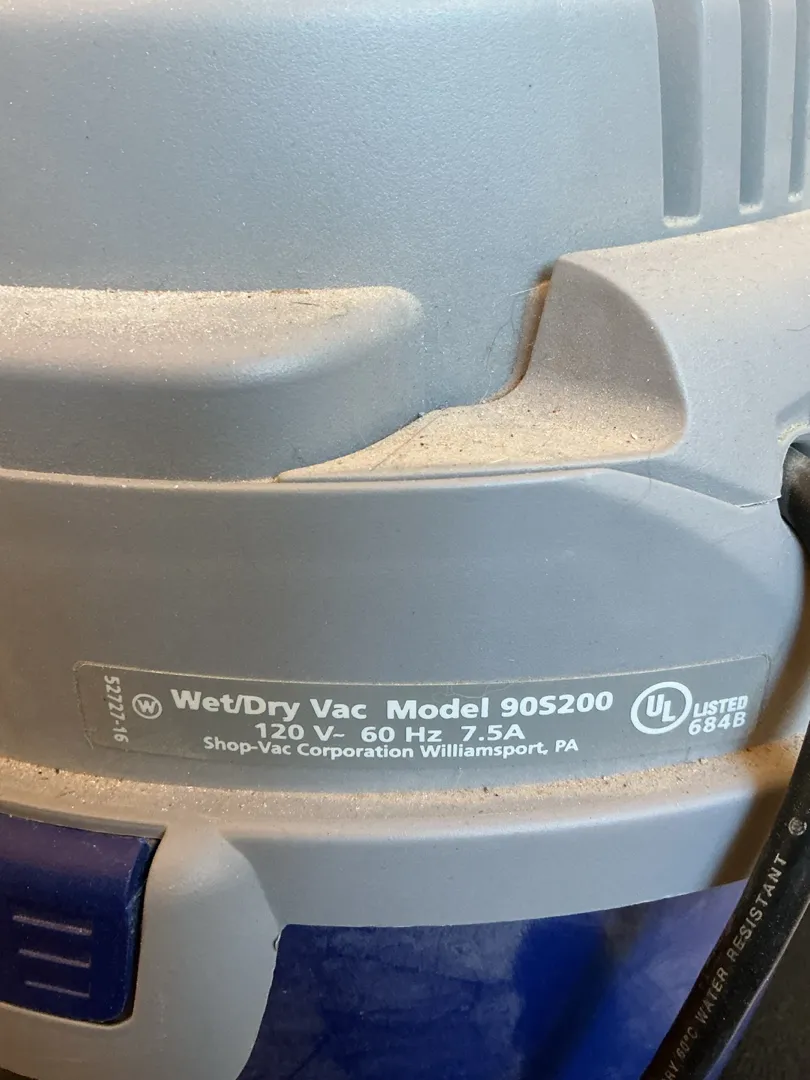 52727-16
W
Wet/Dry Vac Model 90S200
120 V~ 60 Hz 7.5A
Shop-Vac Corporation Williamsport, PA
UL
LISTED
684B
60°C WATER RESISTANT